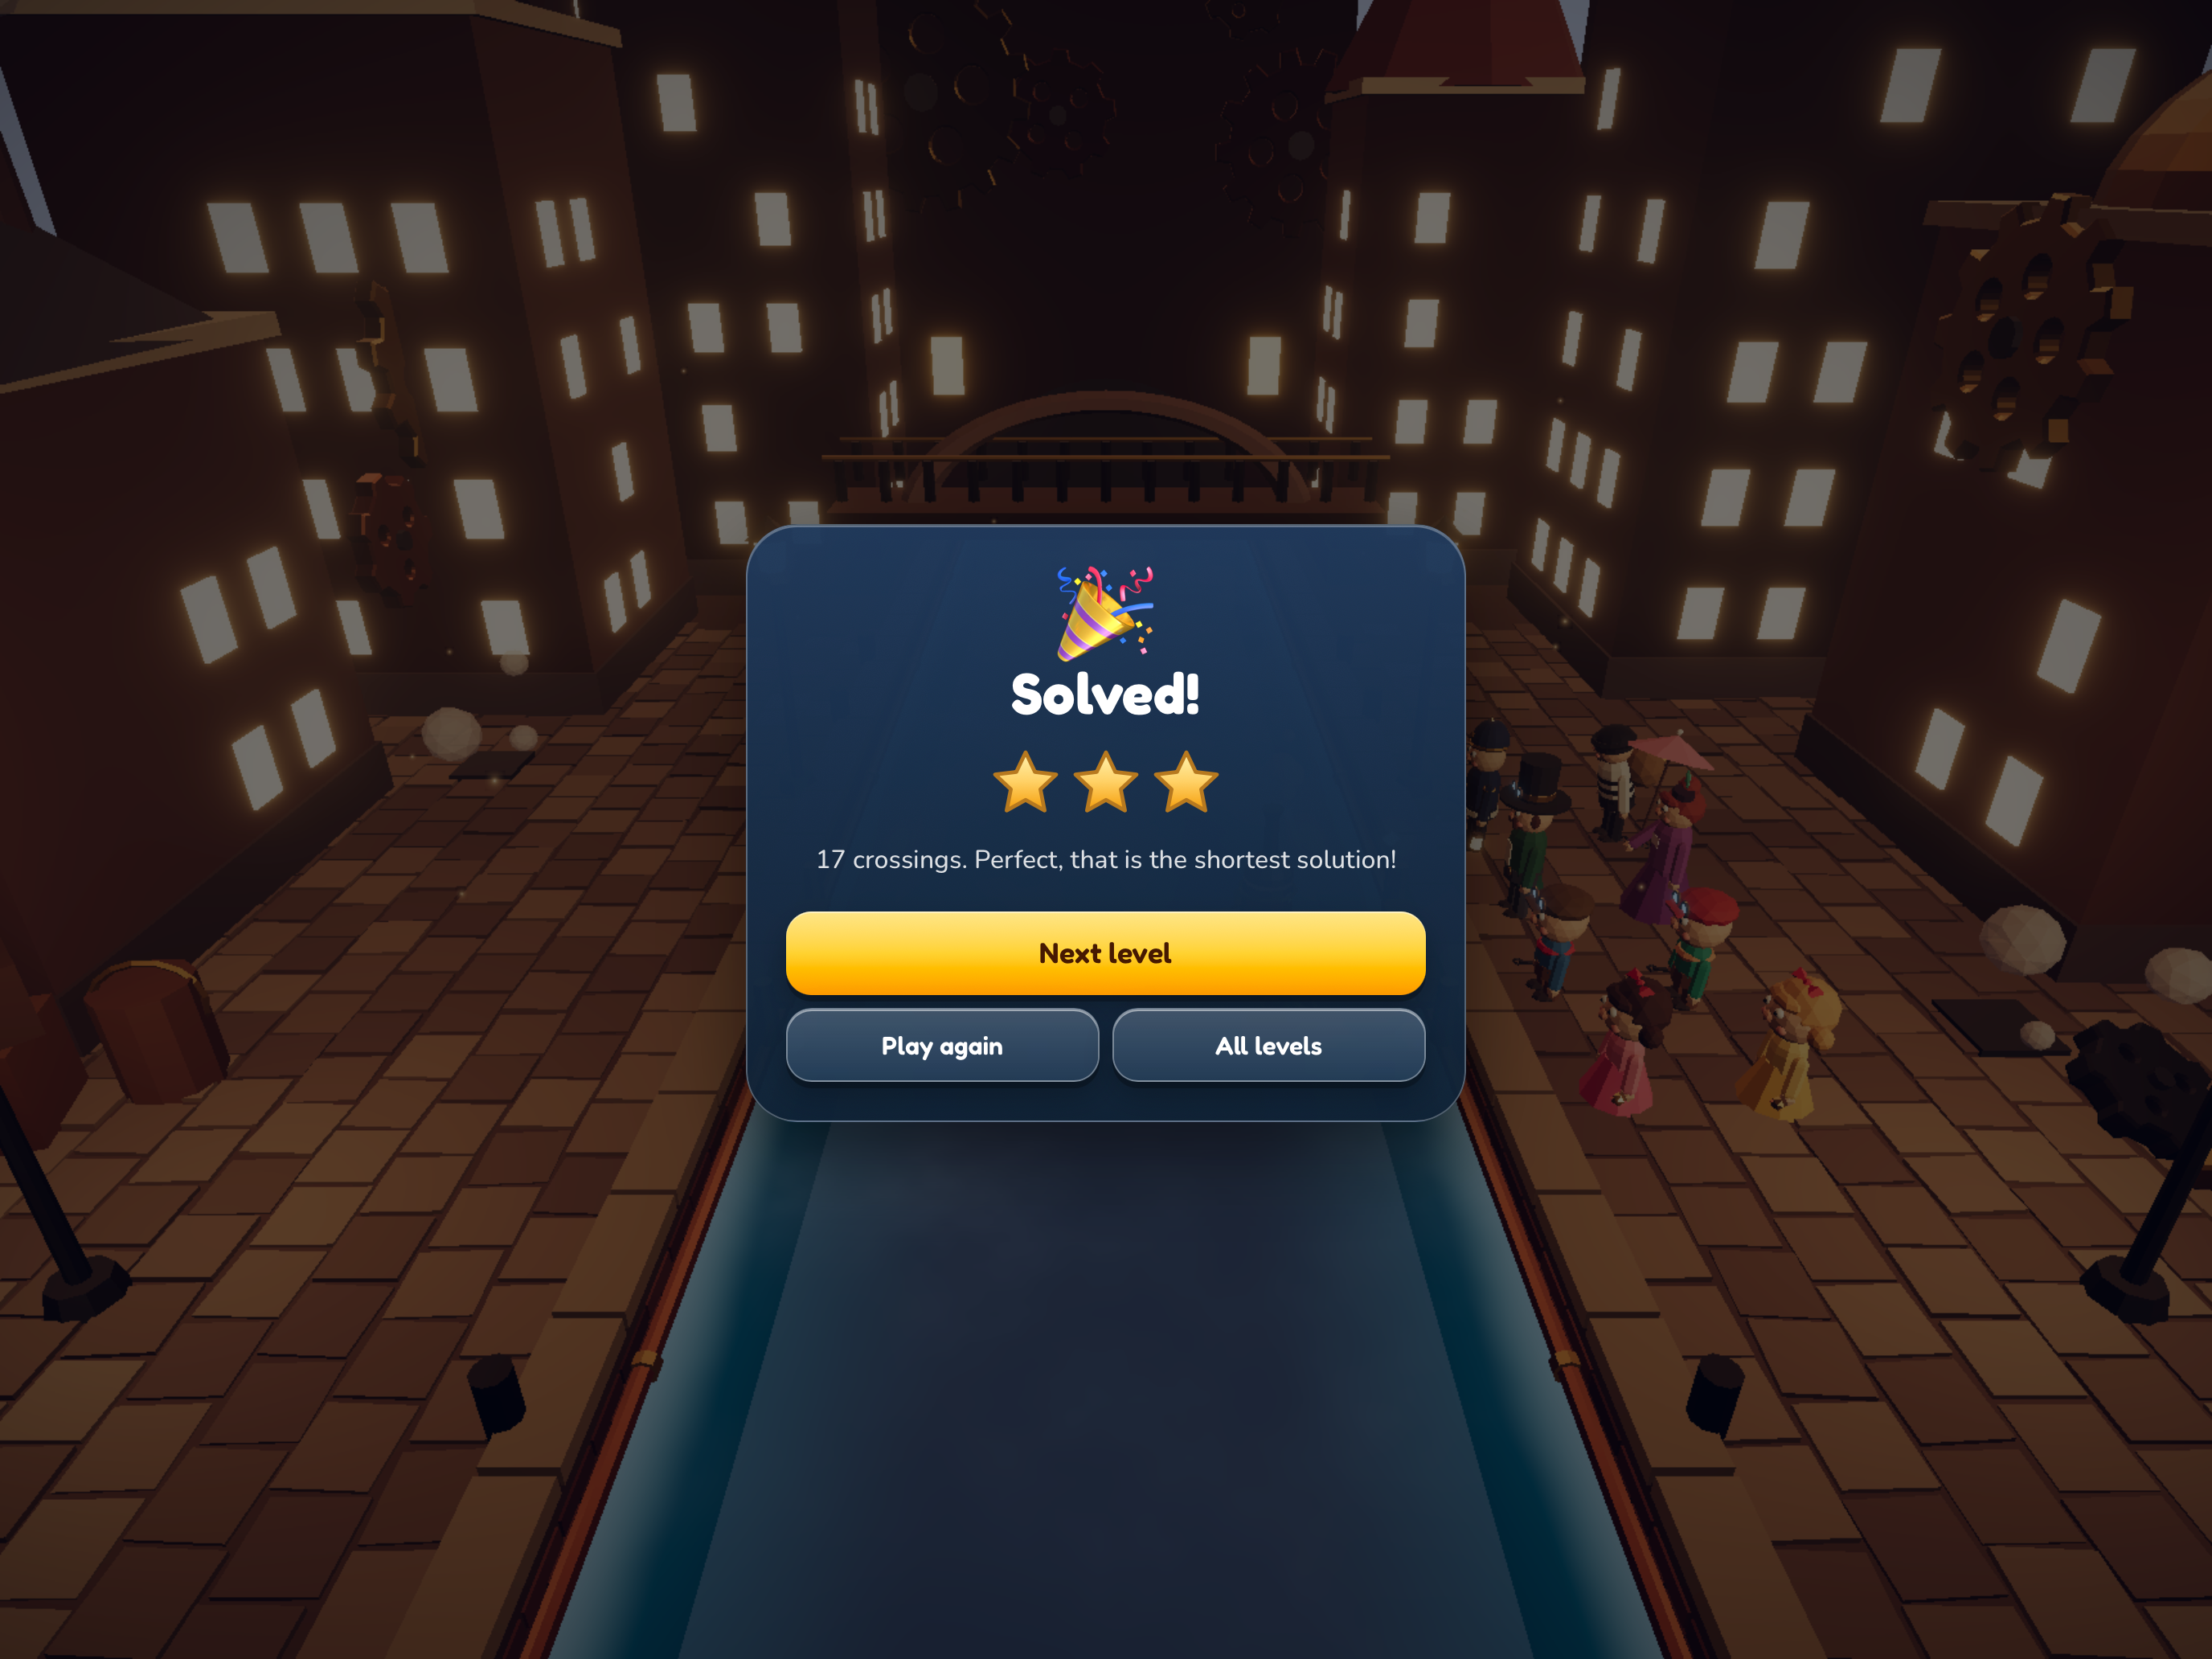 Solved!
17 crossings. Perfect, that is the shortest solution!
Next level
Play again
All levels